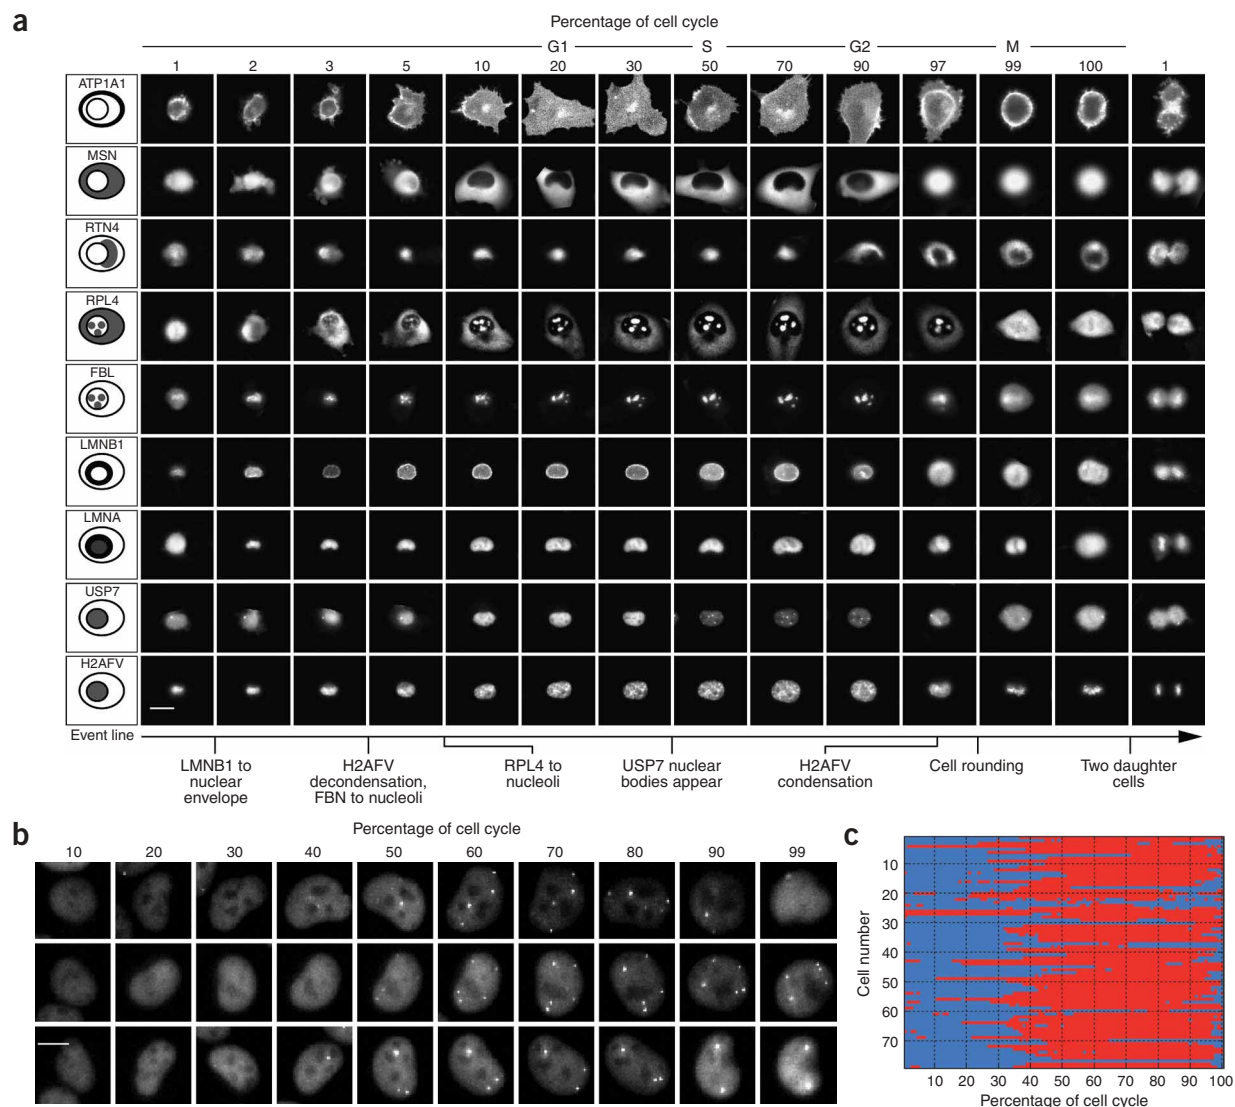 a
Percentage of cell cycle
G1 S G2 M
1 2 3 5 10 20 30 50 70 90 97 99 100 1
ATP1A1
MSN
RTN4
RPL4
FBL
LMNB1
LMNA
USP7
H2AFV
Event line
LMNB1 to
nuclear
envelope
H2AFV
decondensation,
FBN to nucleoli
RPL4 to
nucleoli
USP7 nuclear
bodies appear
H2AFV
condensation
Cell rounding
Two daughter
cells
b
Percentage of cell cycle
10 20 30 40 50 60 70 80 90 99
c
Cell number
10
20
30
40
50
60
70
10 20 30 40 50 60 70 80 90 100
Percentage of cell cycle